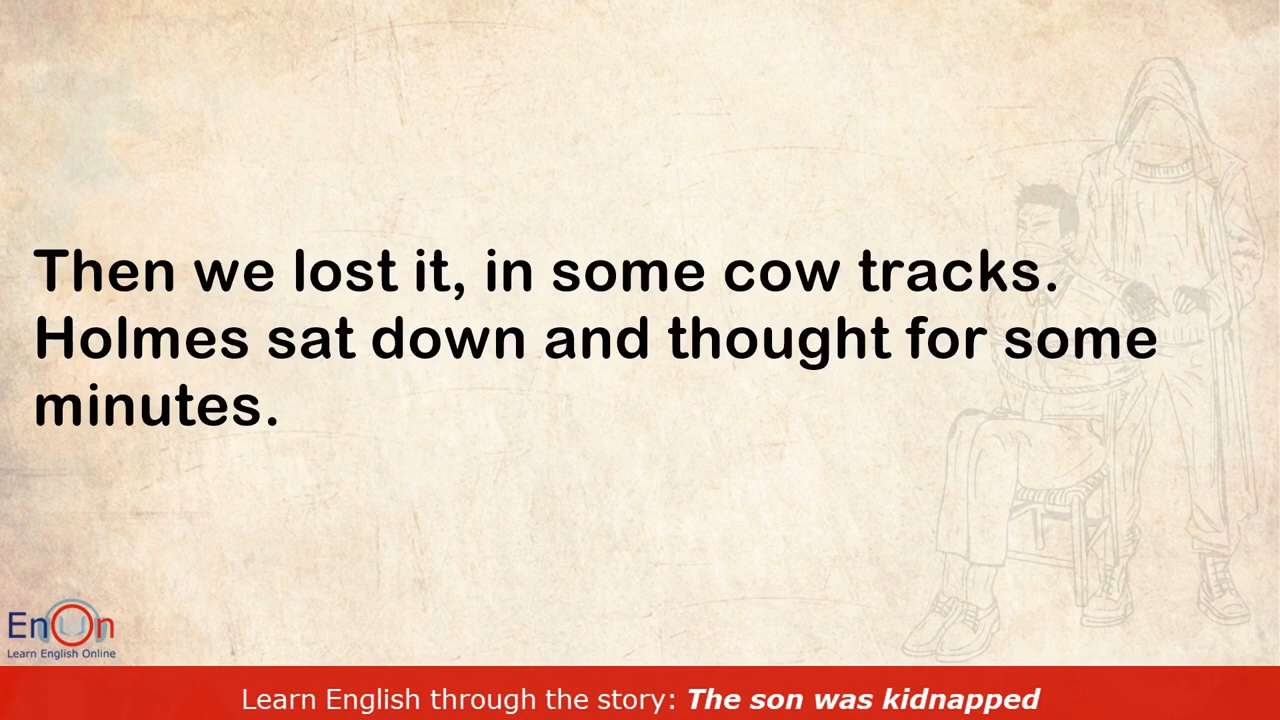 Then we lost it, in some cow tracks.
Holmes sat down and thought for some
minutes.
EnOn
Learn English Online
Learn English through the story: The son was kidnapped